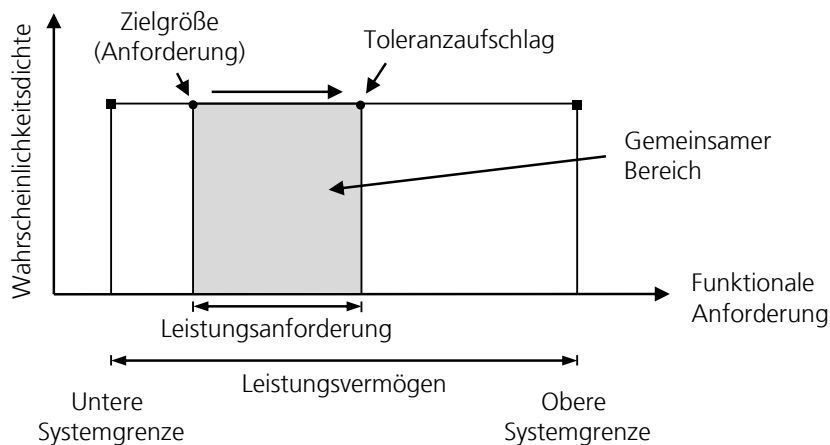 Zielgröße
(Anforderung)
Toleranzaufschlag
Wahrscheinlichkeitsdichte
Gemeinsamer
Bereich
Funktionale
Anforderung
Leistungsanforderung
Leistungsvermögen
Untere
Systemgrenze
Obere
Systemgrenze